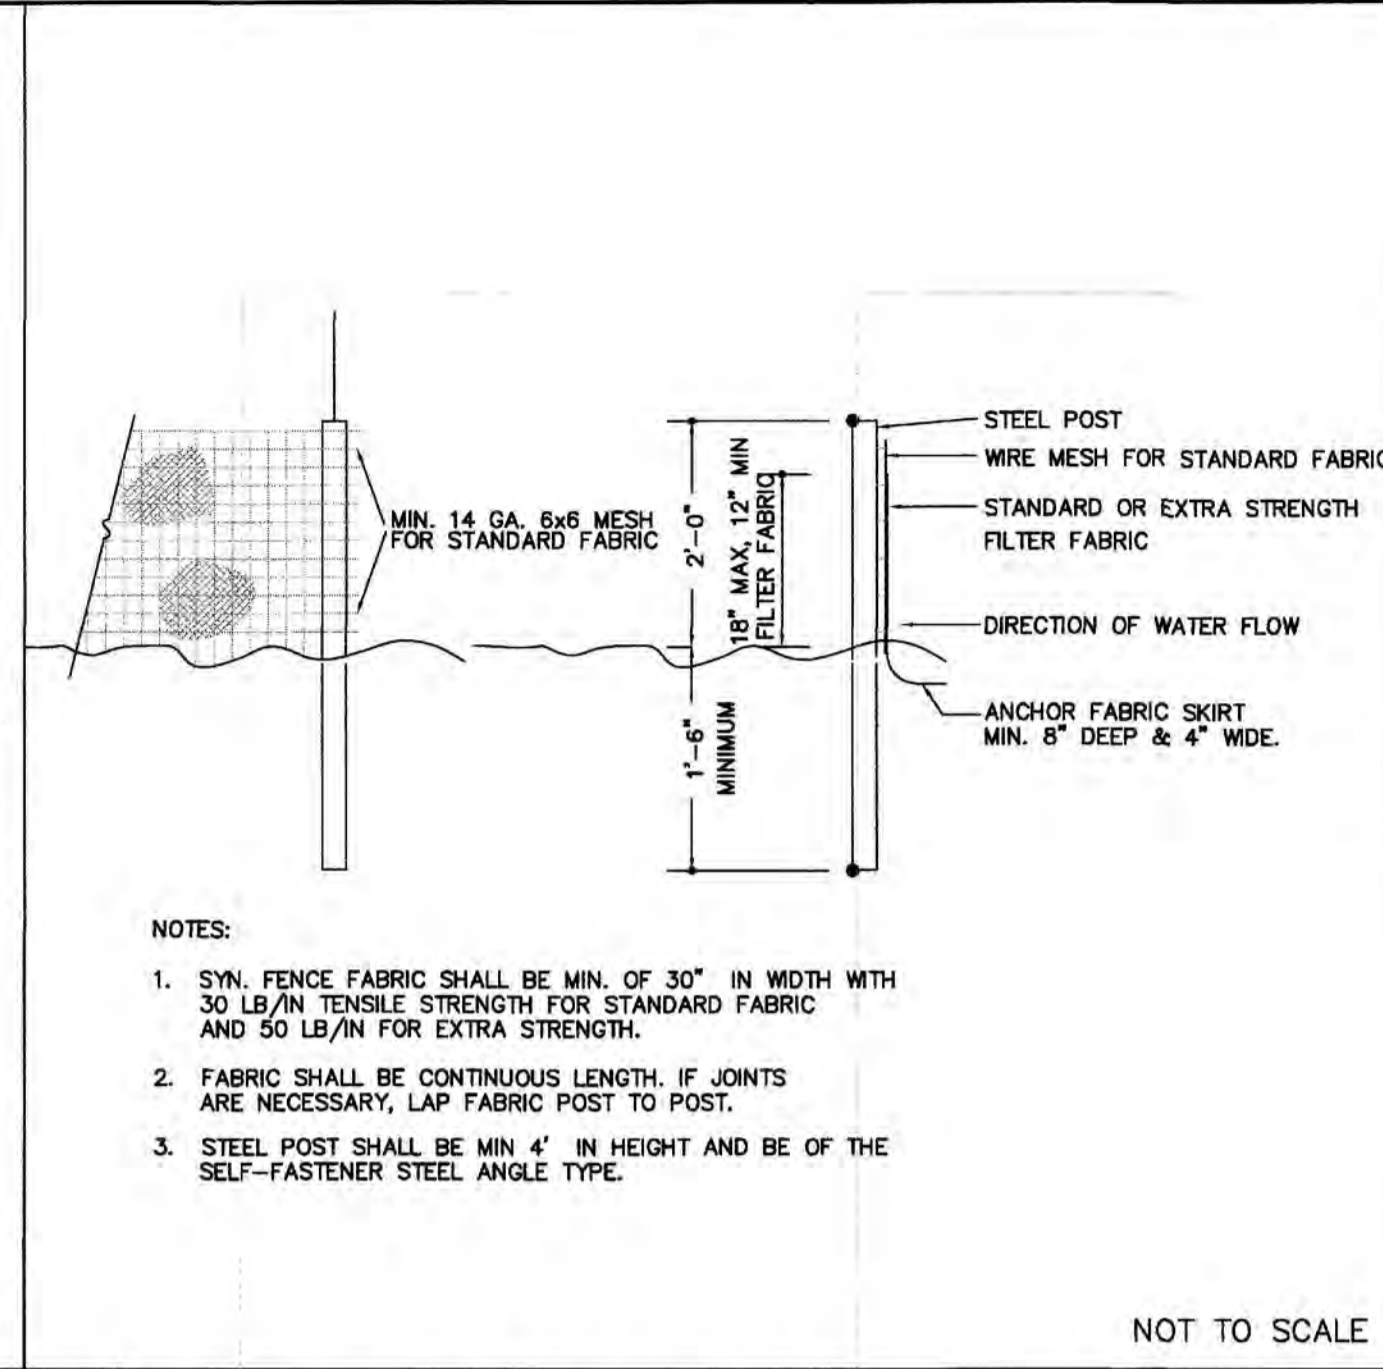 MIN. 14 GA. 6x6 MESH
FOR STANDARD FABRIC
2'-0"
18" MAX, 12" MIN
FILTER FABRIC
1'-6"
MINIMUM
STEEL POST
WIRE MESH FOR STANDARD FABRIC
STANDARD OR EXTRA STRENGTH
FILTER FABRIC
DIRECTION OF WATER FLOW
ANCHOR FABRIC SKIRT
MIN. 8" DEEP & 4" WIDE.
NOTES:
1. SYN. FENCE FABRIC SHALL BE MIN. OF 30" IN WIDTH WITH
30 LB/IN TENSILE STRENGTH FOR STANDARD FABRIC
AND 50 LB/IN FOR EXTRA STRENGTH.
2. FABRIC SHALL BE CONTINUOUS LENGTH. IF JOINTS
ARE NECESSARY, LAP FABRIC POST TO POST.
3. STEEL POST SHALL BE MIN 4' IN HEIGHT AND BE OF THE
SELF-FASTENER STEEL ANGLE TYPE.
NOT TO SCALE